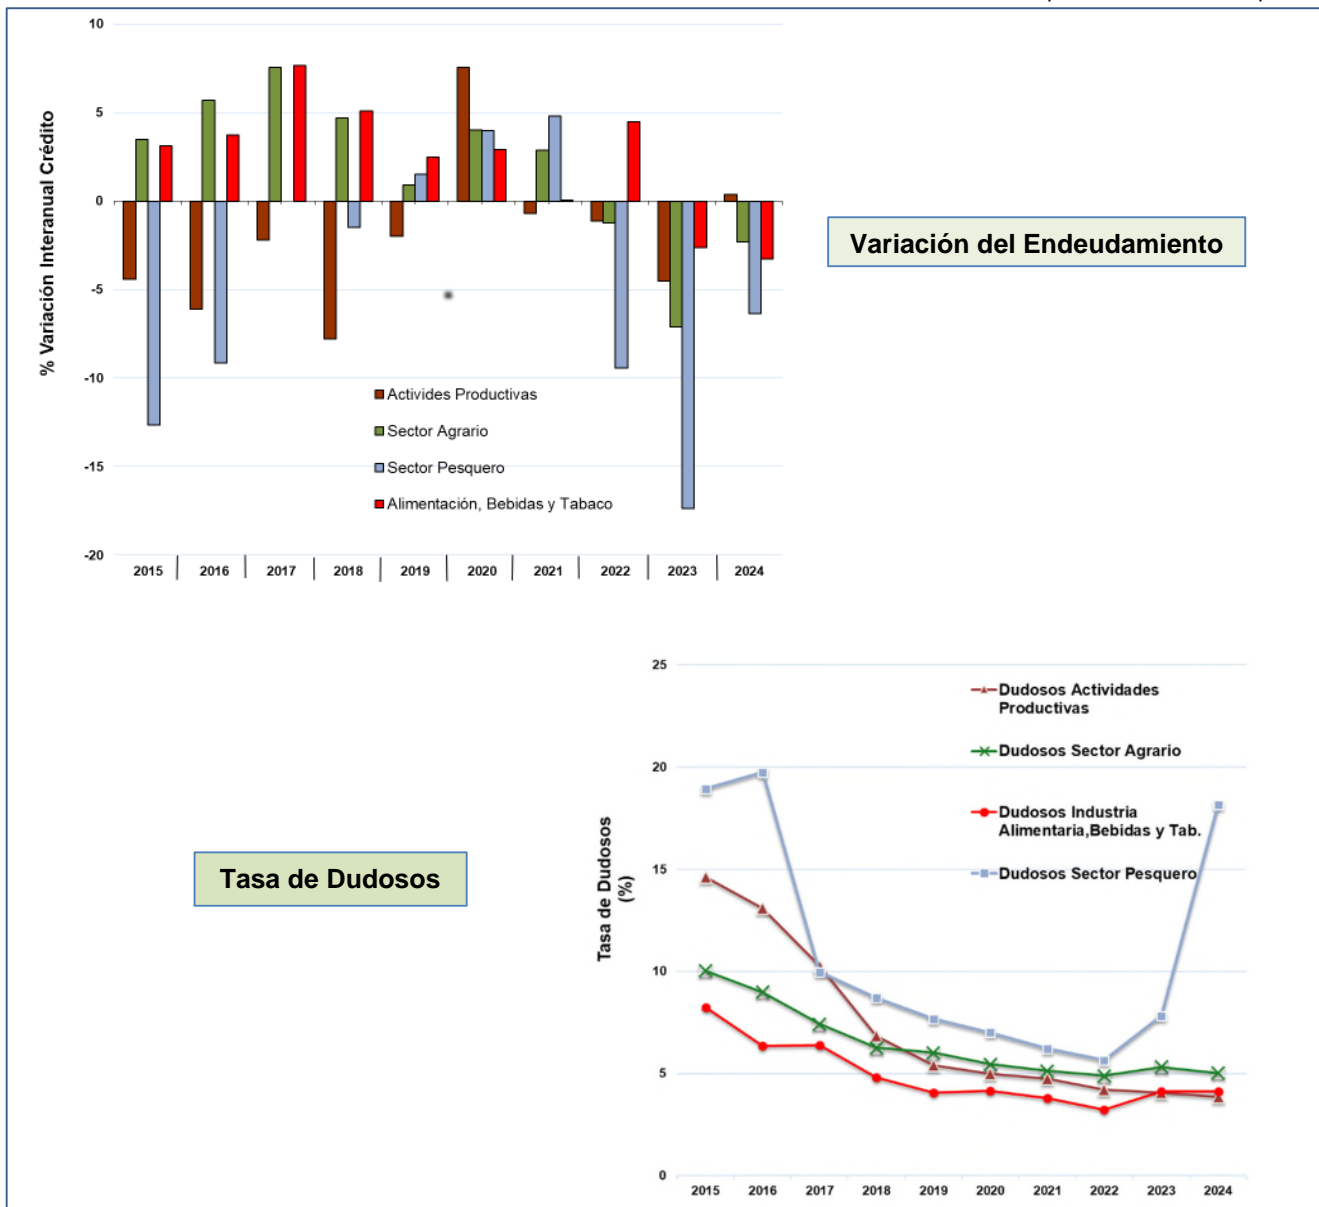 10
5
0
-5
-10
-15
-20
% Variación Interanual Crédito
Activides Productivas
Sector Agrario
Sector Pesquero
Alimentación, Bebidas y Tabaco
2015 2016 2017 2018 2019 2020 2021 2022 2023 2024
Variación del Endeudamiento
Tasa de Dudosos
25
20
15
10
5
0
Tasa de Dudosos
(%)
Dudosos Actividades
Productivas
Dudosos Sector Agrario
Dudosos Industria
Alimentaria,Bebidas y Tab.
Dudosos Sector Pesquero
2015 2016 2017 2018 2019 2020 2021 2022 2023 2024